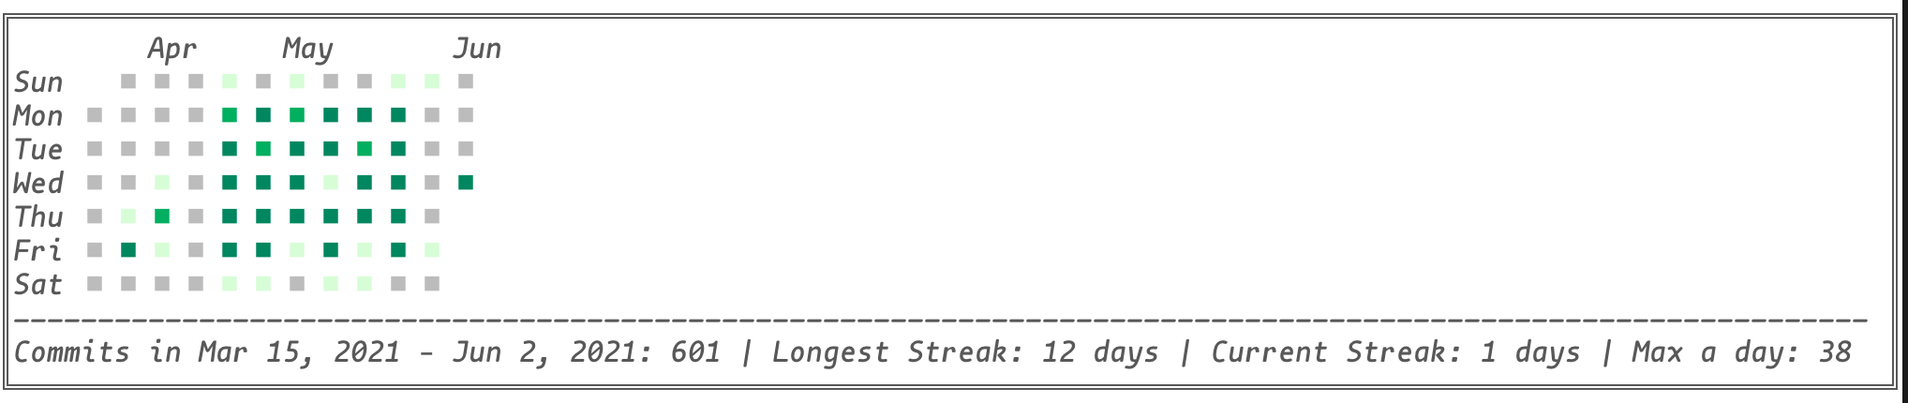 Apr May Jun
Sun
Mon
Tue
Wed
Thu
Fri
Sat
Commits in Mar 15, 2021 - Jun 2, 2021: 601 | Longest Streak: 12 days | Current Streak: 1 days | Max a day: 38